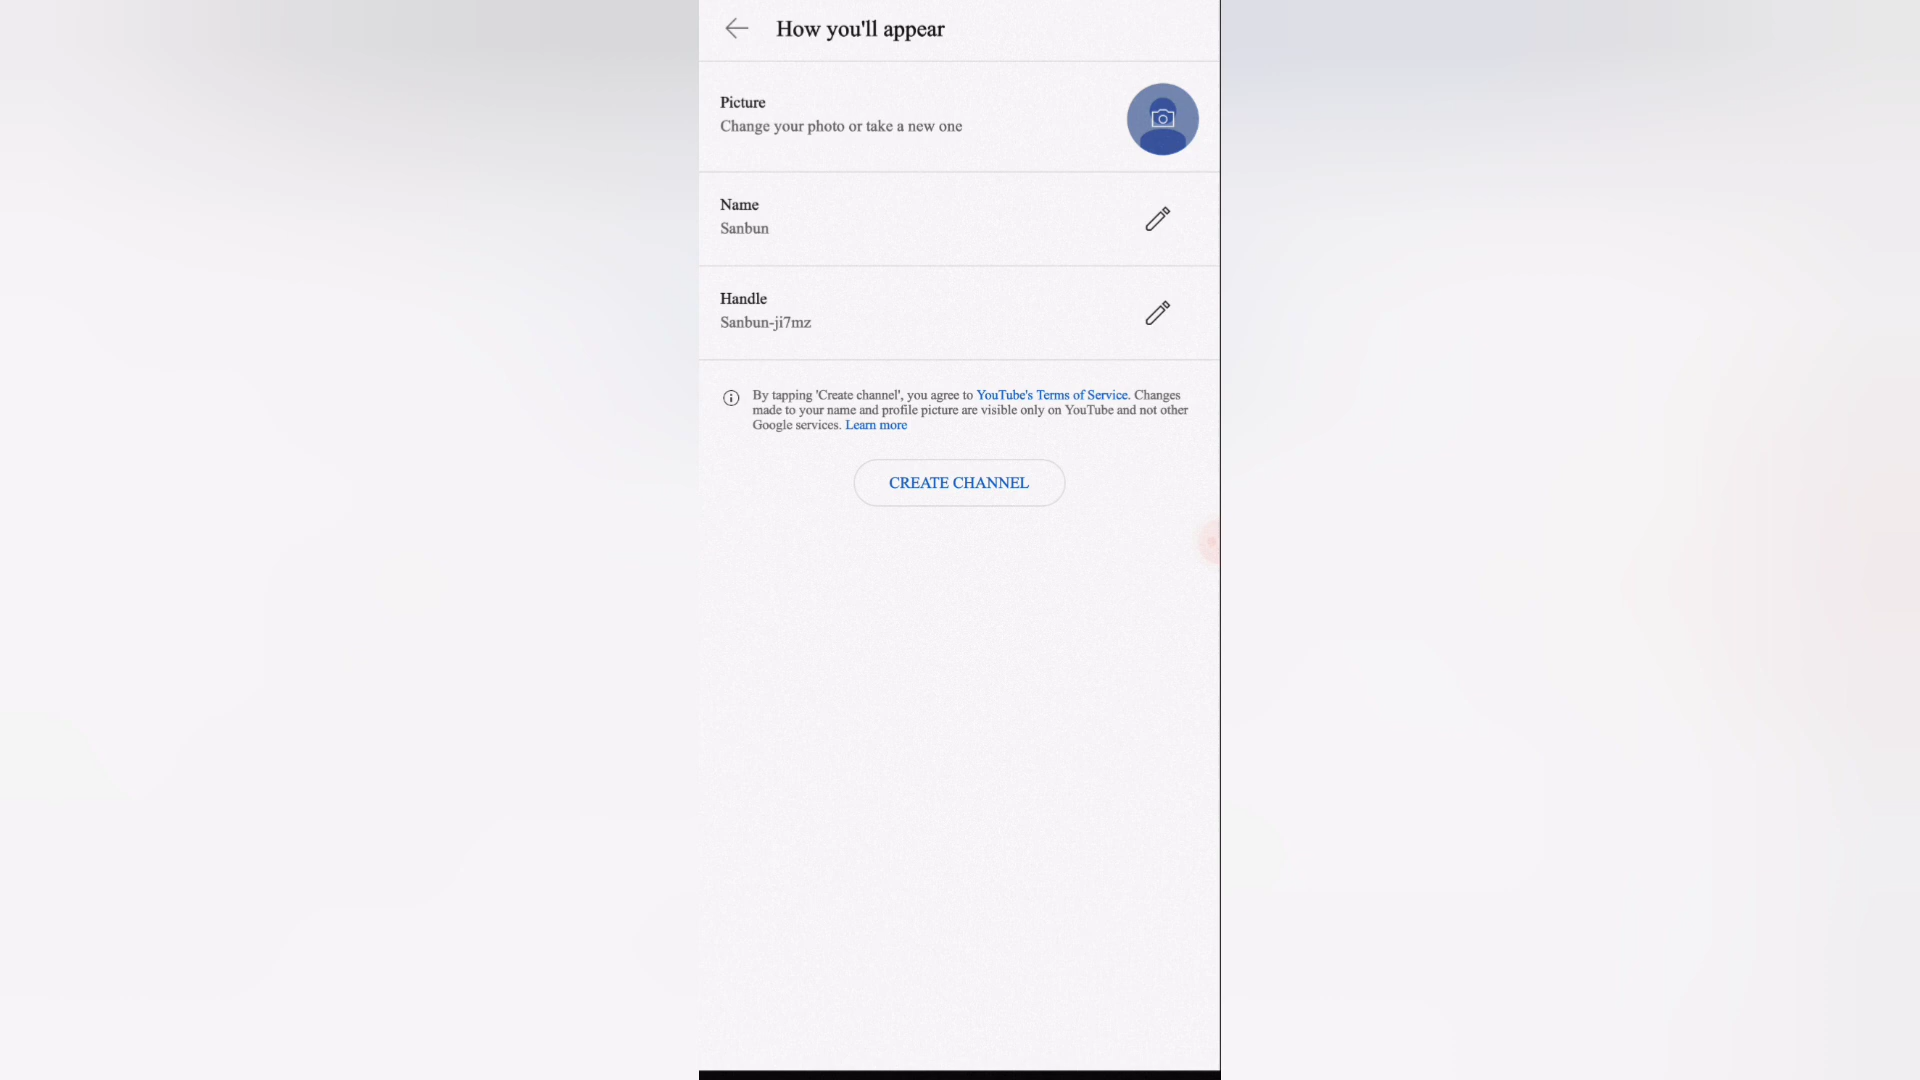 How you'll appear
Picture
Change your photo or take a new one
Name
Sanbun
Handle
Sanbun-ji7mz
By tapping 'Create channel', you agree to YouTube's Terms of Service. Changes
made to your name and profile picture are visible only on YouTube and not other
Google services. Learn more
CREATE CHANNEL